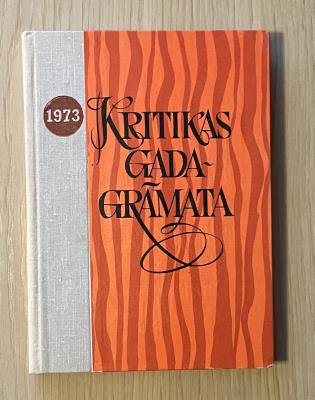 1973
KRITIKAS
GADA-
GRĀMATA